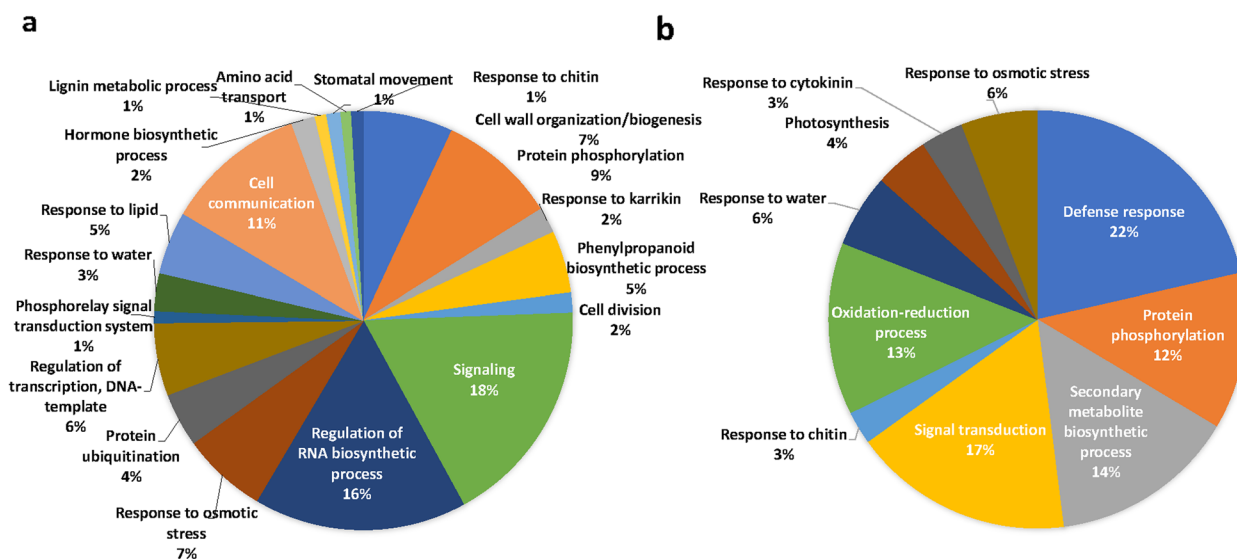 a
Lignin metabolic process
1%
Amino acid
transport
1%
Stomatal movement
1%
Response to chitin
1%
Cell wall organization/biogenesis
7%
Protein phosphorylation
9%
Response to karrikin
2%
Phenylpropanoid
biosynthetic process
5%
Cell division
2%
Signaling
18%
Regulation of
RNA biosynthetic
process
16%
Response to osmotic
stress
7%
Protein
ubiquitination
4%
Regulation of
transcription, DNA-
template
6%
Phosphorelay signal
transduction system
1%
Response to water
3%
Response to lipid
5%
Cell
communication
11%
Hormone biosynthetic
process
2%
b
Response to osmotic stress
6%
Response to cytokinin
3%
Photosynthesis
4%
Response to water
6%
Defense response
22%
Protein
phosphorylation
12%
Secondary
metabolite
biosynthetic
process
14%
Signal transduction
17%
Response to chitin
3%
Oxidation-reduction
process
13%